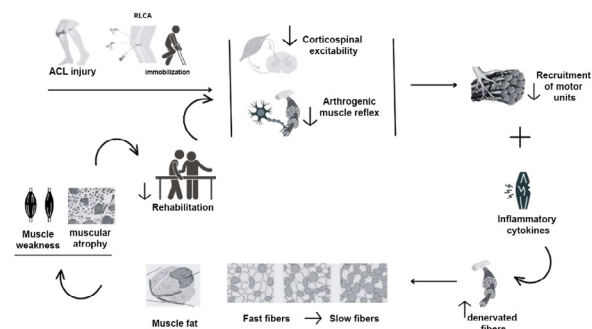 RLCA
ACL injury
immobilization
Corticospinal
excitability
Arthrogenic
muscle reflex
Recruitment
of motor
units
Rehabilitation
Muscle
weakness
muscular
atrophy
Inflammatory
cytokines
Muscle fat
Fast fibers
Slow fibers
denervated
fibers